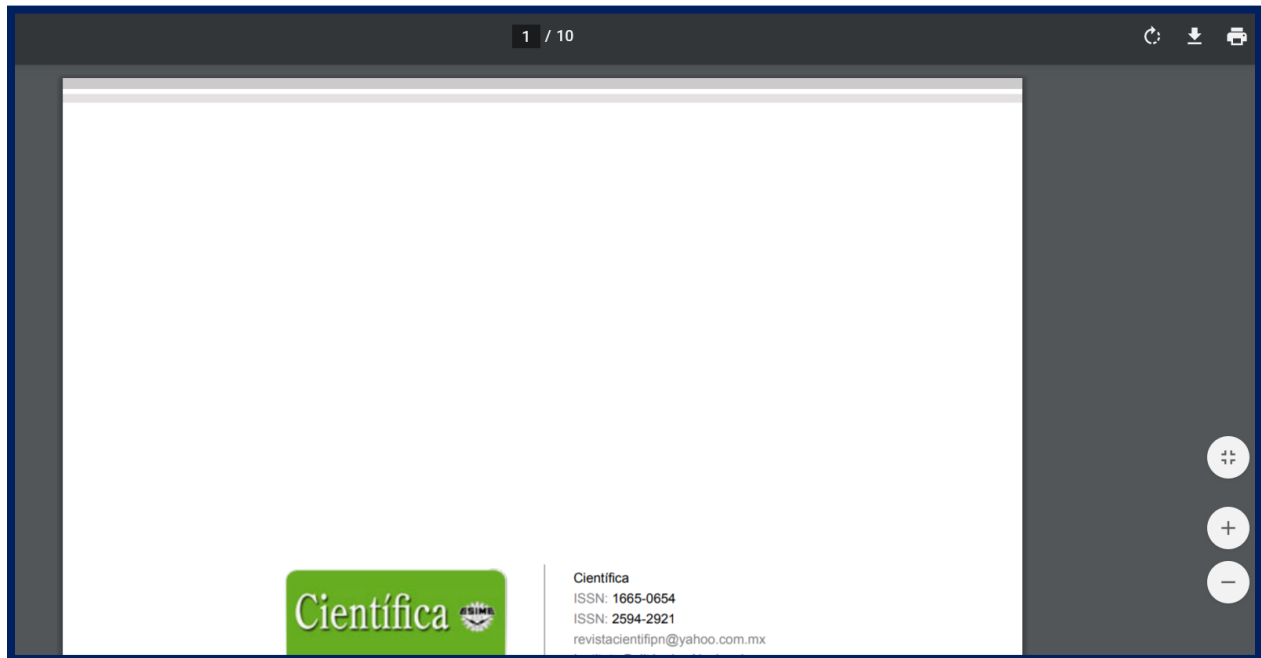 1 / 10
Científica ESIME
Científica
ISSN: 1665-0654
ISSN: 2594-2921
revistacientifipn@yahoo.com.mx